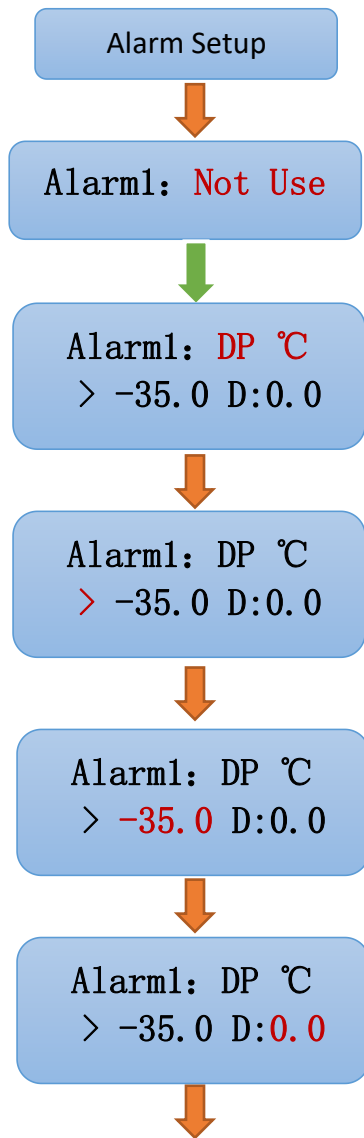 Alarm Setup
Alarm1: Not Use
Alarm1: DP ℃
> -35.0 D:0.0
Alarm1: DP ℃
> -35.0 D:0.0
Alarm1: DP ℃
> -35.0 D:0.0
Alarm1: DP ℃
> -35.0 D:0.0